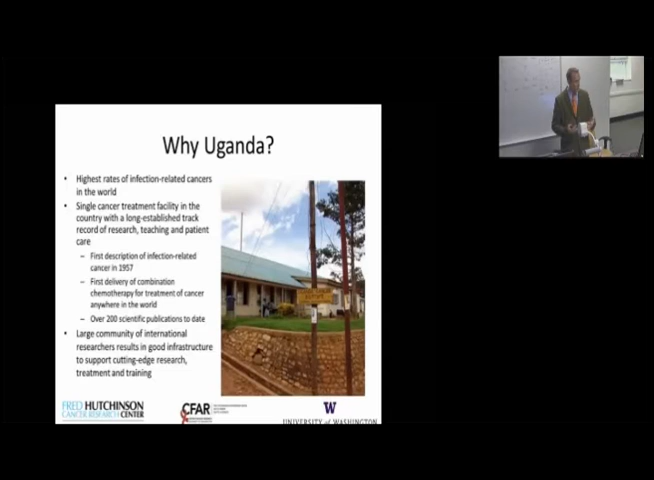 Why Uganda?
• Highest rates of infection-related cancers
in the world
• Single cancer treatment facility in the
country with a long-established track
record of research, teaching and patient
care
– First description of infection-related
cancer in 1957
– First delivery of combination
chemotherapy for treatment of cancer
anywhere in the world
– Over 200 scientific publications to date
• Large community of international
researchers results in good infrastructure
to support cutting-edge research,
treatment and training
FRED HUTCHINSON
CANCER RESEARCH CENTER
CFAR
W
UNIVERSITY of WASHINGTON